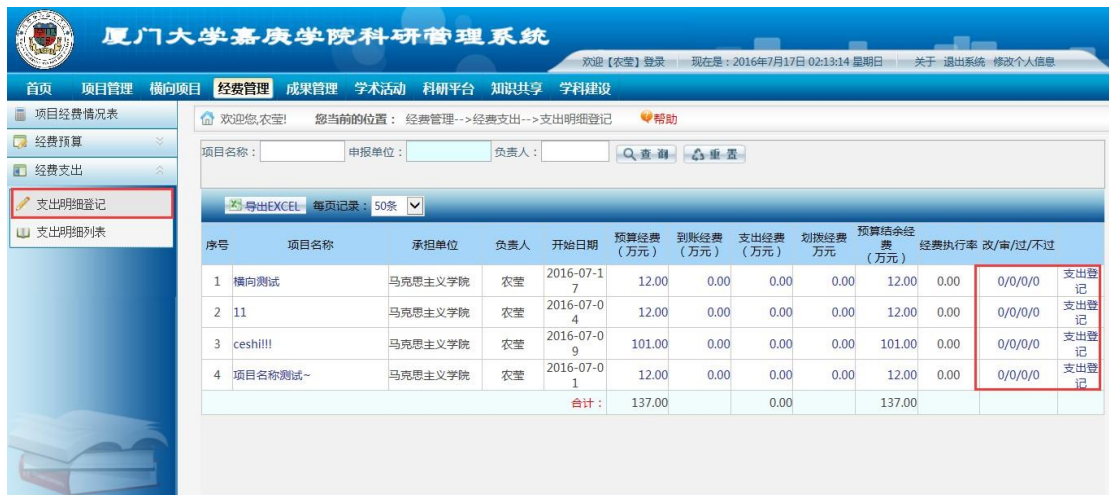 厦门大学嘉庚学院科研管理系统
欢迎【农莹】登录 现在是：2016年7月17日 02:13:14 星期日 关于 退出系统 修改个人信息
首页 项目管理 横向项目 经费管理 成果管理 学术活动 科研平台 知识共享 学科建设
项目经费情况表
经费预算
经费支出
支出明细登记
支出明细列表
欢迎您,农莹! 您当前的位置： 经费管理-->经费支出-->支出明细登记 帮助
项目名称： 申报单位： 负责人： 查 询 重 置
导出EXCEL 每页记录： 50条
序号 项目名称 承担单位 负责人 开始日期 预算经费（万元） 到账经费（万元） 支出经费（万元） 划拨经费万元 预算结余经费（万元） 经费执行率 改/审/过/不过
1 横向测试 马克思主义学院 农莹 2016-07-17 12.00 0.00 0.00 0.00 12.00 0.00 0/0/0/0 支出登记
2 11 马克思主义学院 农莹 2016-07-04 12.00 0.00 0.00 0.00 12.00 0.00 0/0/0/0 支出登记
3 ceshi!!! 马克思主义学院 农莹 2016-07-09 101.00 0.00 0.00 0.00 101.00 0.00 0/0/0/0 支出登记
4 项目名称测试~ 马克思主义学院 农莹 2016-07-01 12.00 0.00 0.00 0.00 12.00 0.00 0/0/0/0 支出登记
合计： 137.00 0.00 137.00